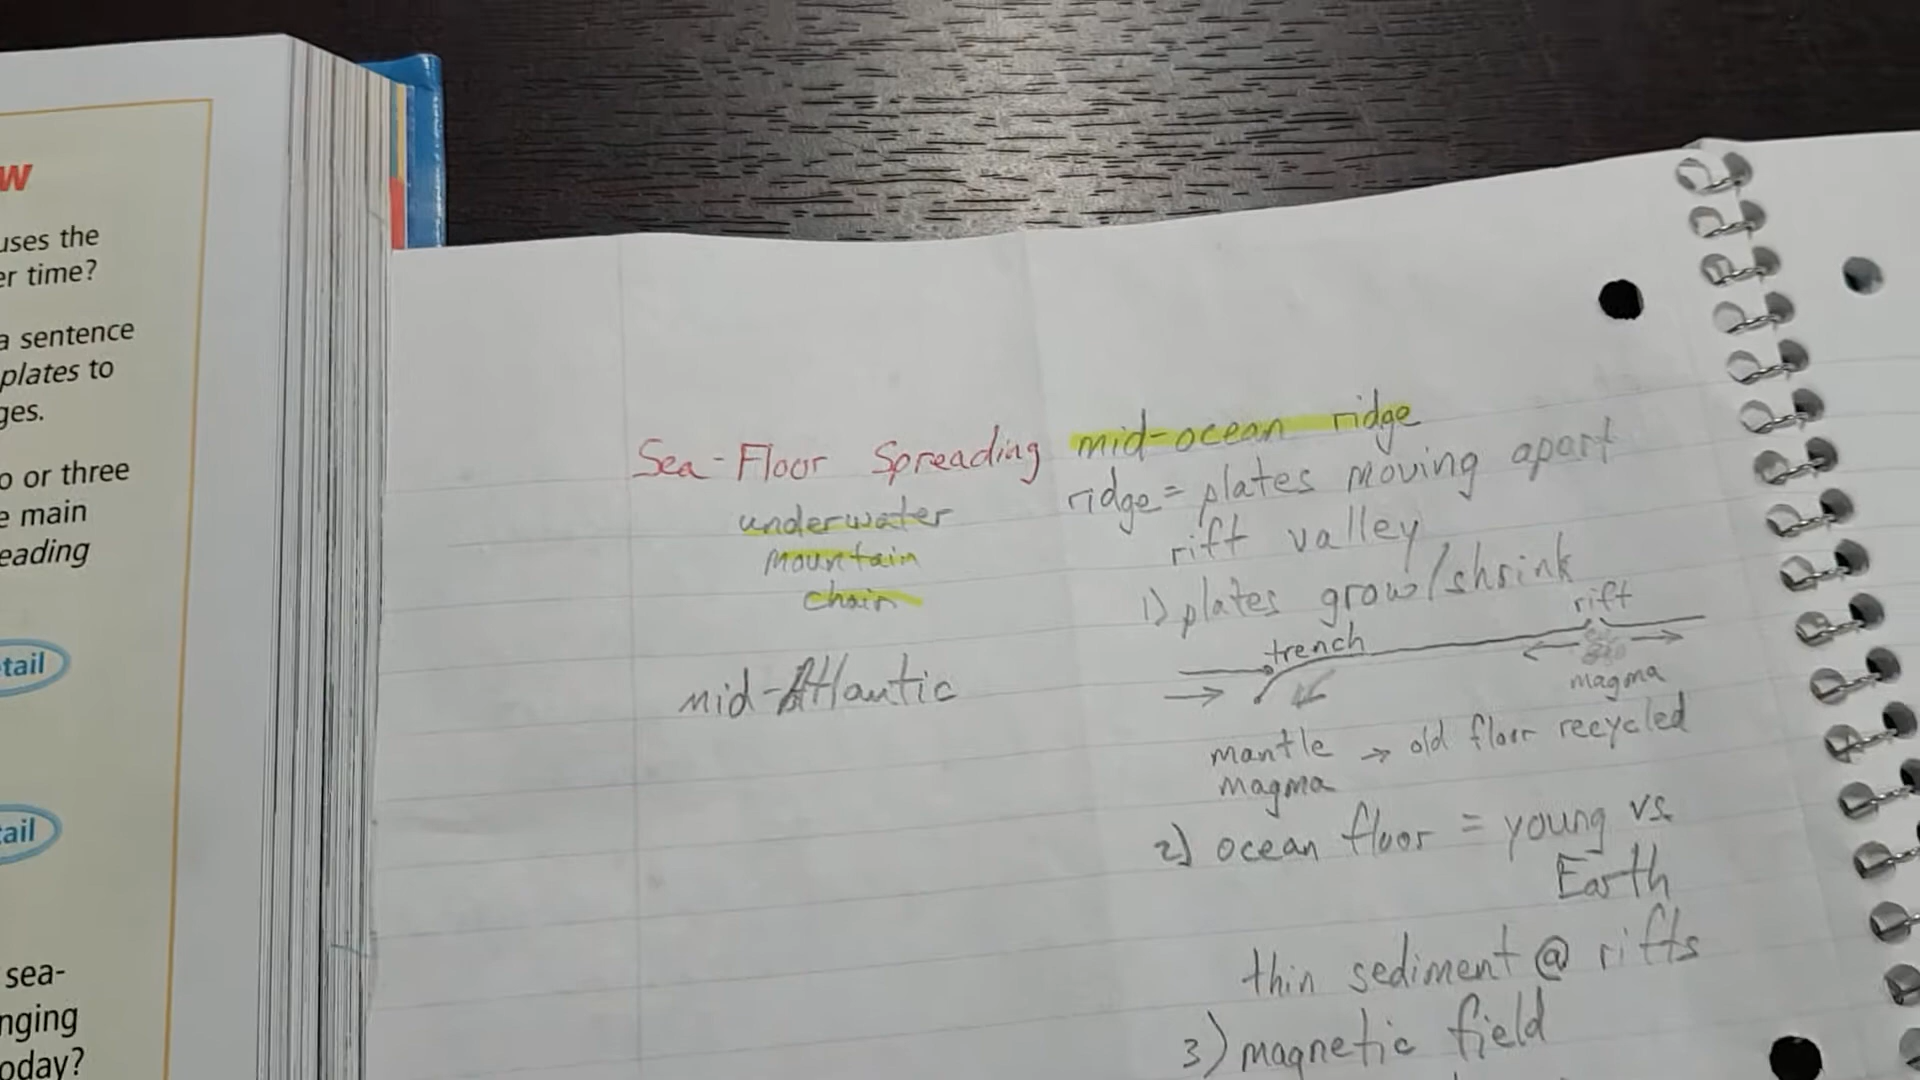 w
uses the
er time?
a sentence
plates to
ges.
o or three
e main
eading
tail
tail
sea-
nging
oday?
Sea-Floor Spreading
underwater
mountain
chain
mid-Atlantic
mid-ocean ridge
ridge = plates moving apart
rift valley
1) plates grow/shrink
rift
trench
magma
mantle → old floor recycled
magma
2) ocean floor = young vs.
Earth
thin sediment @ rifts
3) magnetic field